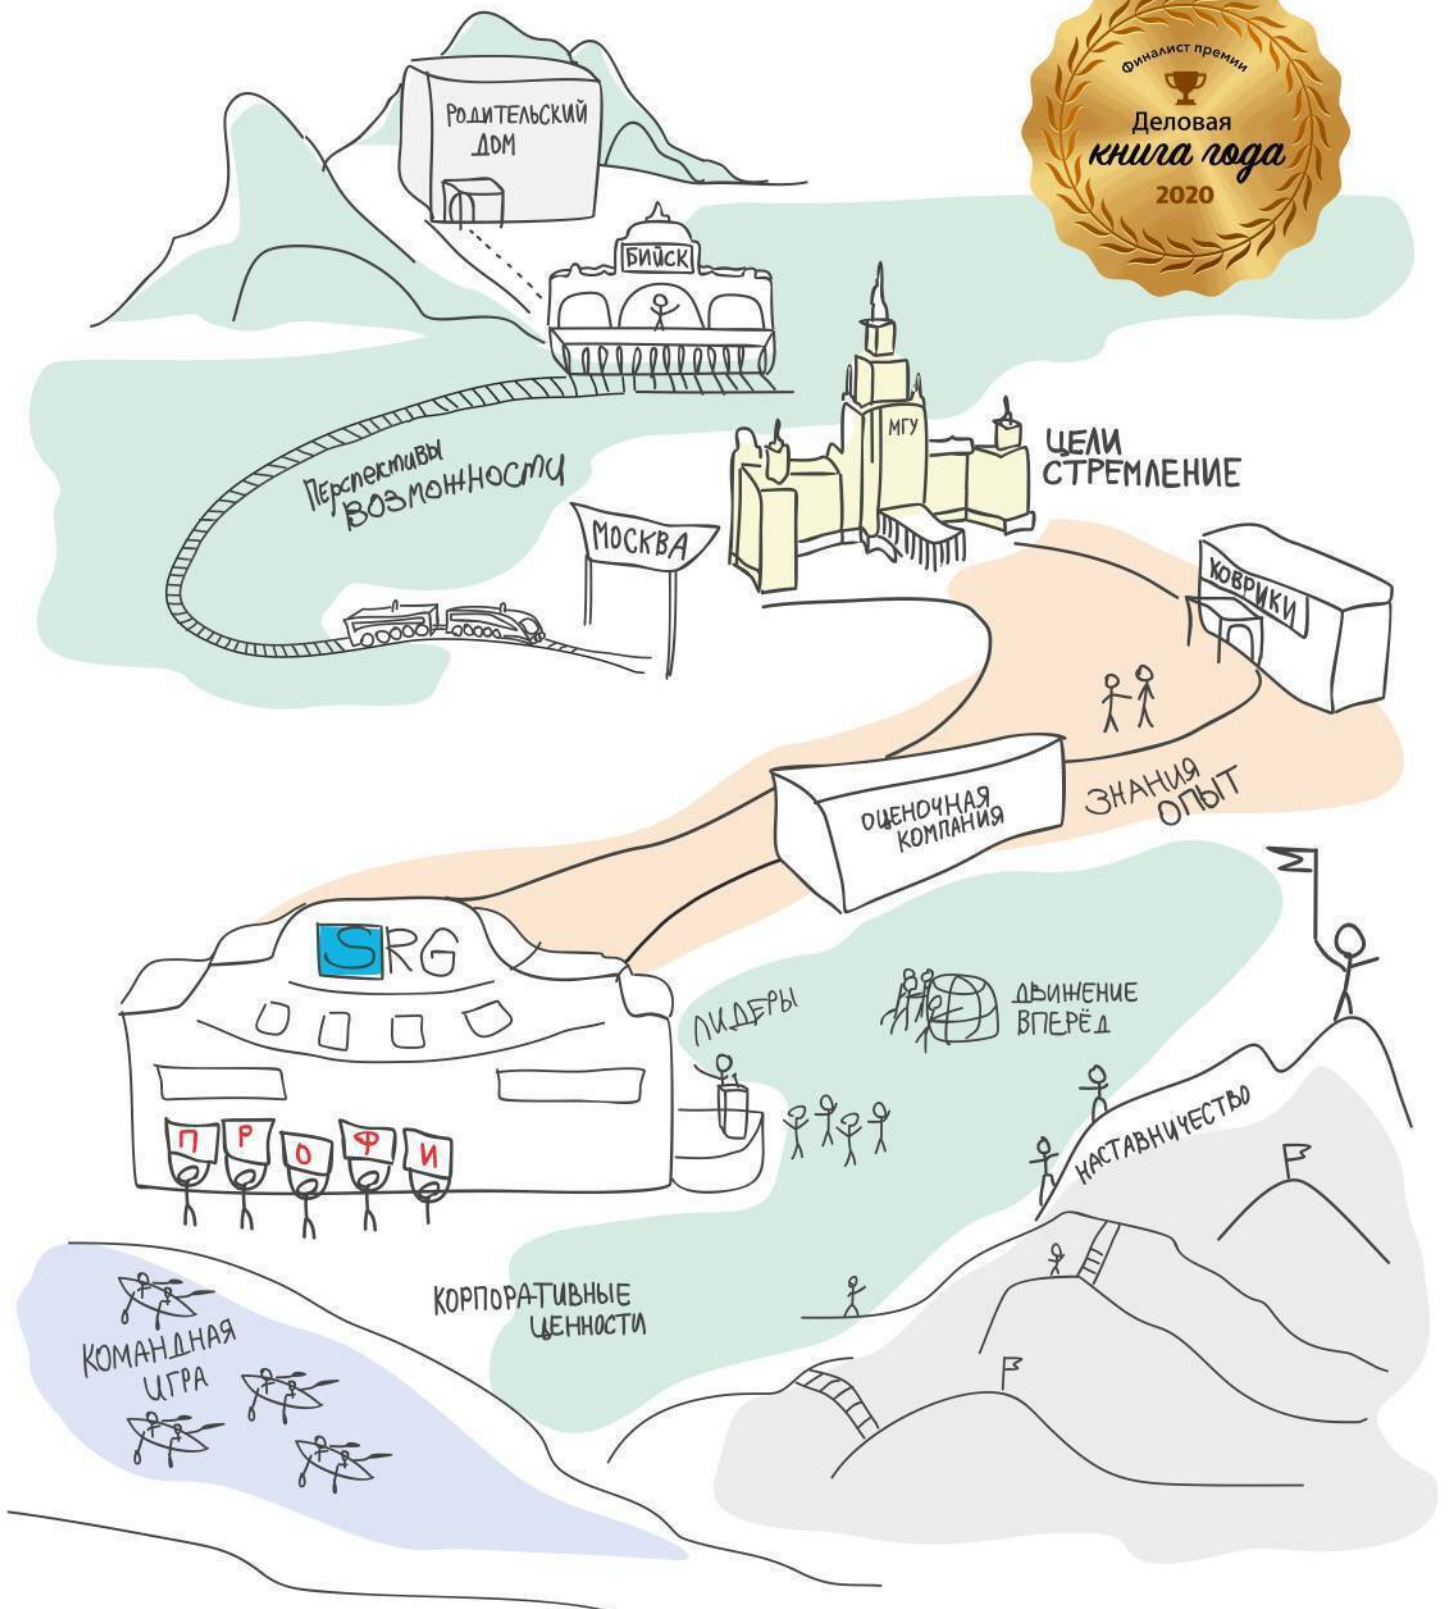 Финалист премии
Деловая
книга года
2020
РОДИТЕЛЬСКИЙ
ДОМ
БИЙСК
МГУ
ЦЕЛИ
СТРЕМЛЕНИЕ
Перспективы
ВОЗМОЖНОСТИ
МОСКВА
КОВРИКИ
ОЦЕНОЧНАЯ
КОМПАНИЯ
ЗНАНИЯ
ОПЫТ
SRG
ЛИДЕРЫ
ДВИЖЕНИЕ
ВПЕРЁД
НАСТАВНИЧЕСТВО
П Р О Ф И
КОРПОРАТИВНЫЕ
ЦЕННОСТИ
КОМАНДНАЯ
ИГРА